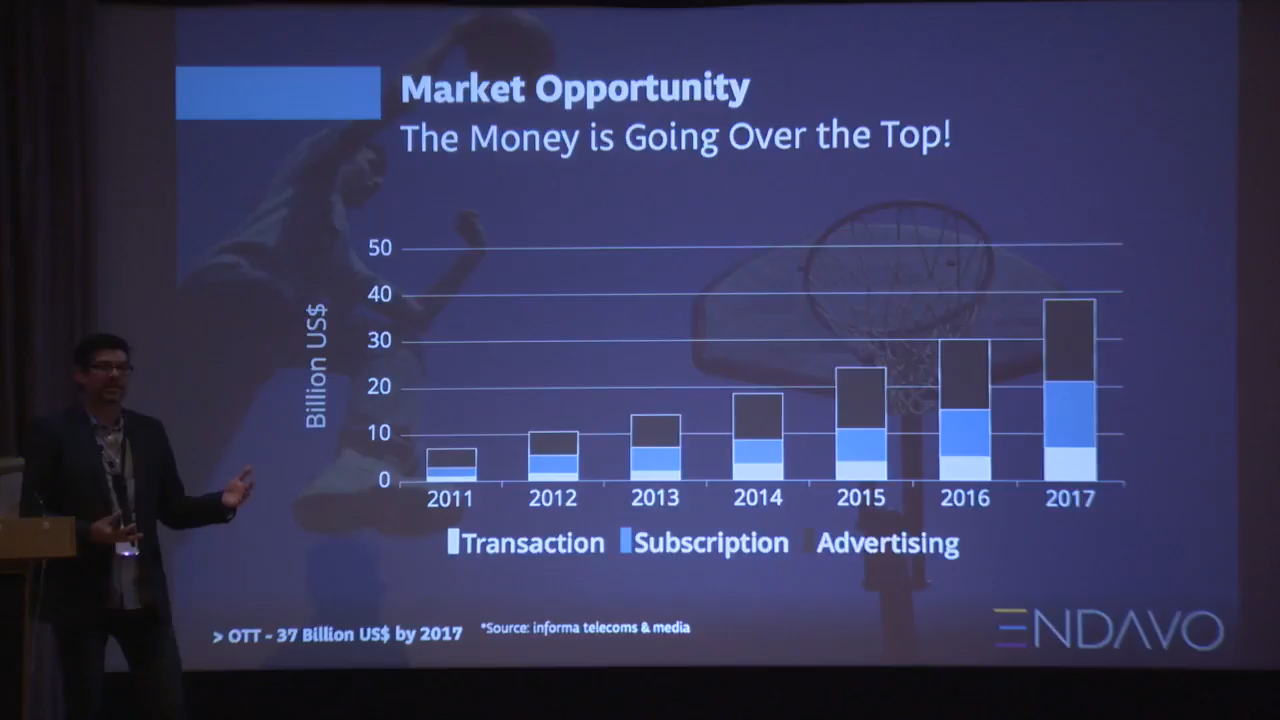 Market Opportunity
The Money is Going Over the Top!
Billion US$
50
40
30
20
10
0
2011 2012 2013 2014 2015 2016 2017
Transaction Subscription Advertising
> OTT - 37 Billion US$ by 2017 *Source: informa telecoms & media
ENDAVO